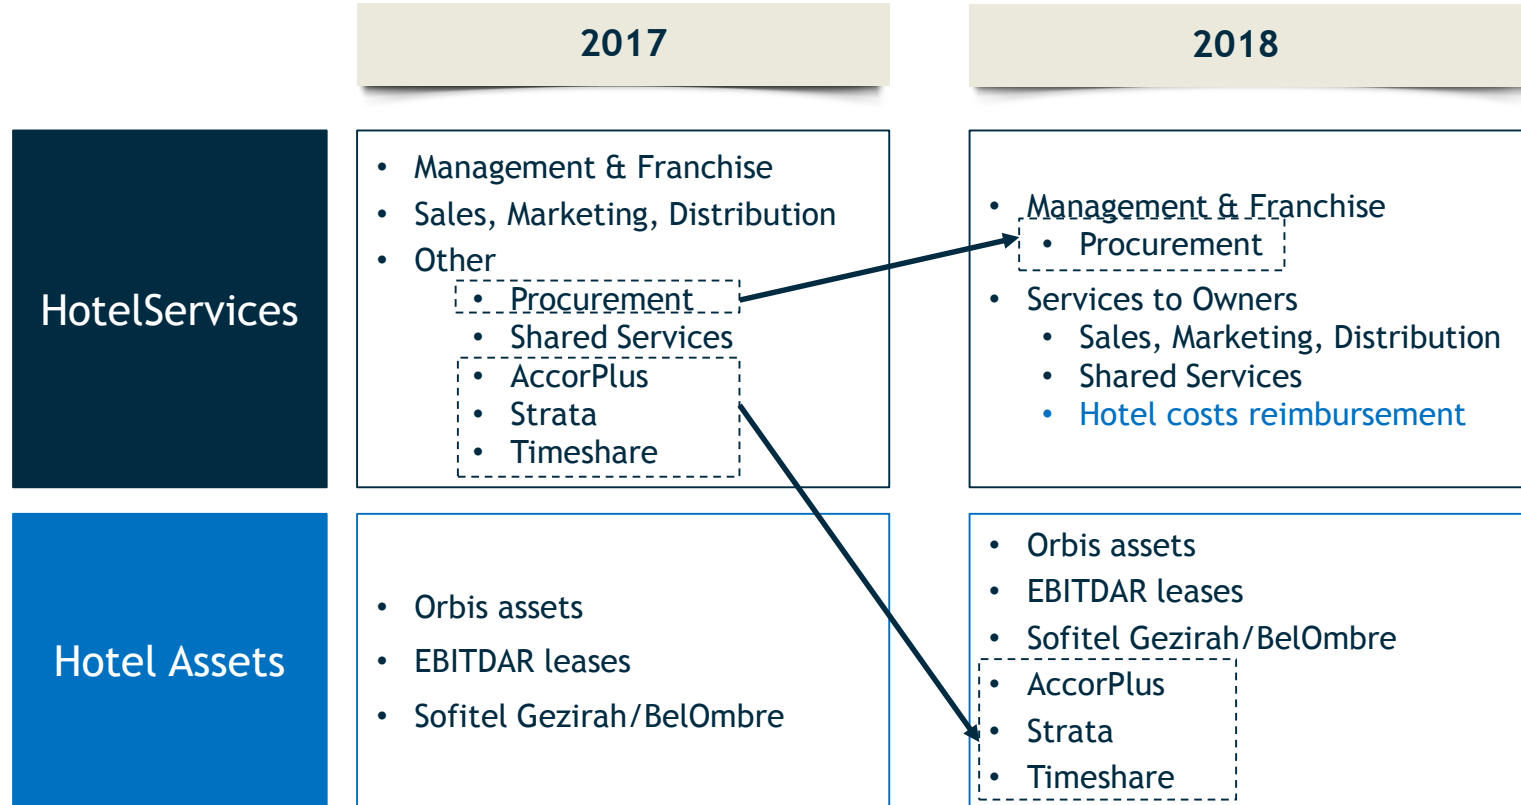 2017
2018
HotelServices
• Management & Franchise
• Sales, Marketing, Distribution
• Other
• Procurement
• Shared Services
• AccorPlus
• Strata
• Timeshare
• Management & Franchise
• Procurement
• Services to Owners
• Sales, Marketing, Distribution
• Shared Services
• Hotel costs reimbursement
Hotel Assets
• Orbis assets
• EBITDAR leases
• Sofitel Gezirah/BelOmbre
• Orbis assets
• EBITDAR leases
• Sofitel Gezirah/BelOmbre
• AccorPlus
• Strata
• Timeshare